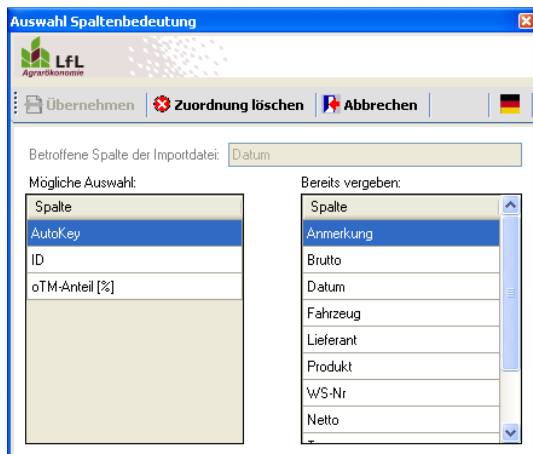 Auswahl Spaltenbedeutung
LfL
Agrarökonomie
Übernehmen Zuordnung löschen Abbrechen
Betroffene Spalte der Importdatei: Datum
Mögliche Auswahl: Bereits vergeben:
Spalte Spalte
AutoKey Anmerkung
ID Brutto
oTM-Anteil [%] Datum
Fahrzeug
Lieferant
Produkt
WS-Nr
Netto